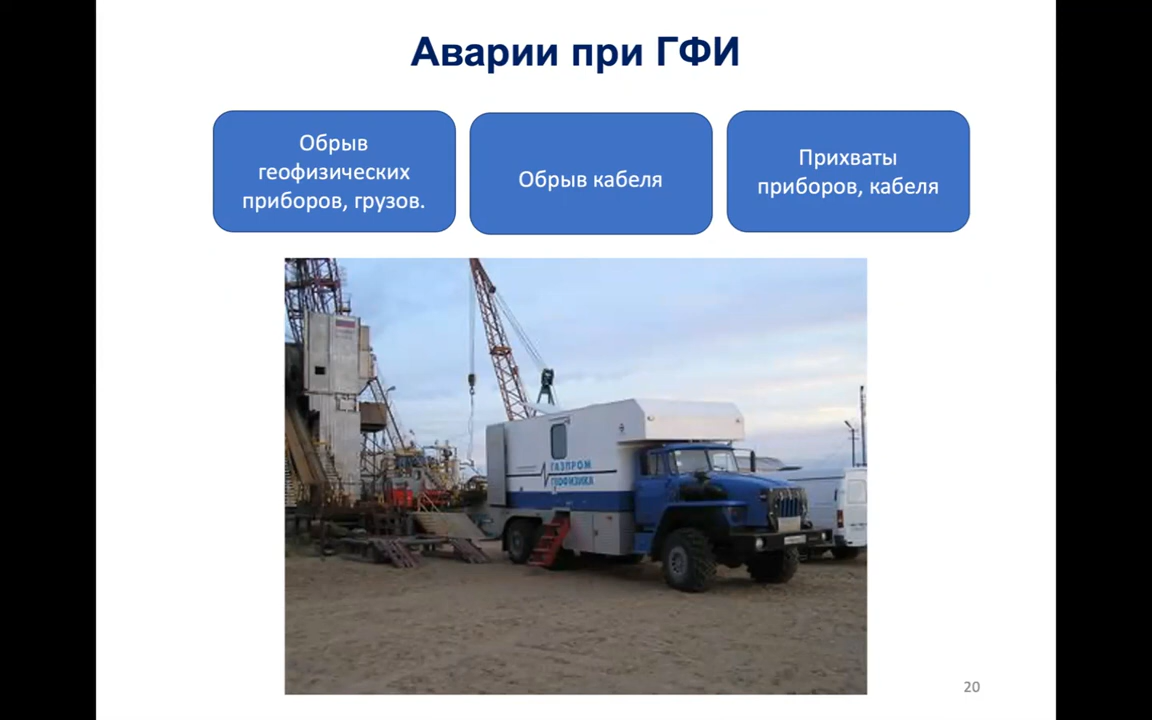 Аварии при ГФИ
Обрыв
геофизических
приборов, грузов.
Обрыв кабеля
Прихваты
приборов, кабеля
ГАЗПРОМ
ГЕОФИЗИКА
20